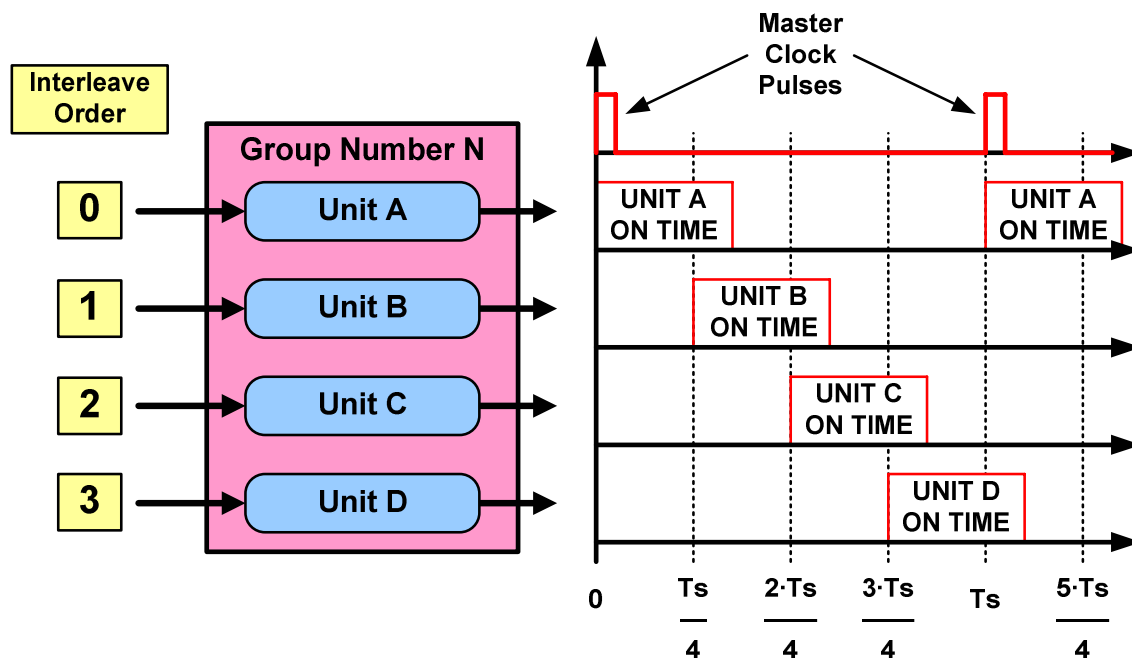 Interleave
Order
Group Number N
0
Unit A
1
Unit B
2
Unit C
3
Unit D
Master
Clock
Pulses
UNIT A
ON TIME
UNIT A
ON TIME
UNIT B
ON TIME
UNIT C
ON TIME
UNIT D
ON TIME
0
Ts
4
2·Ts
4
3·Ts
4
Ts
5·Ts
4